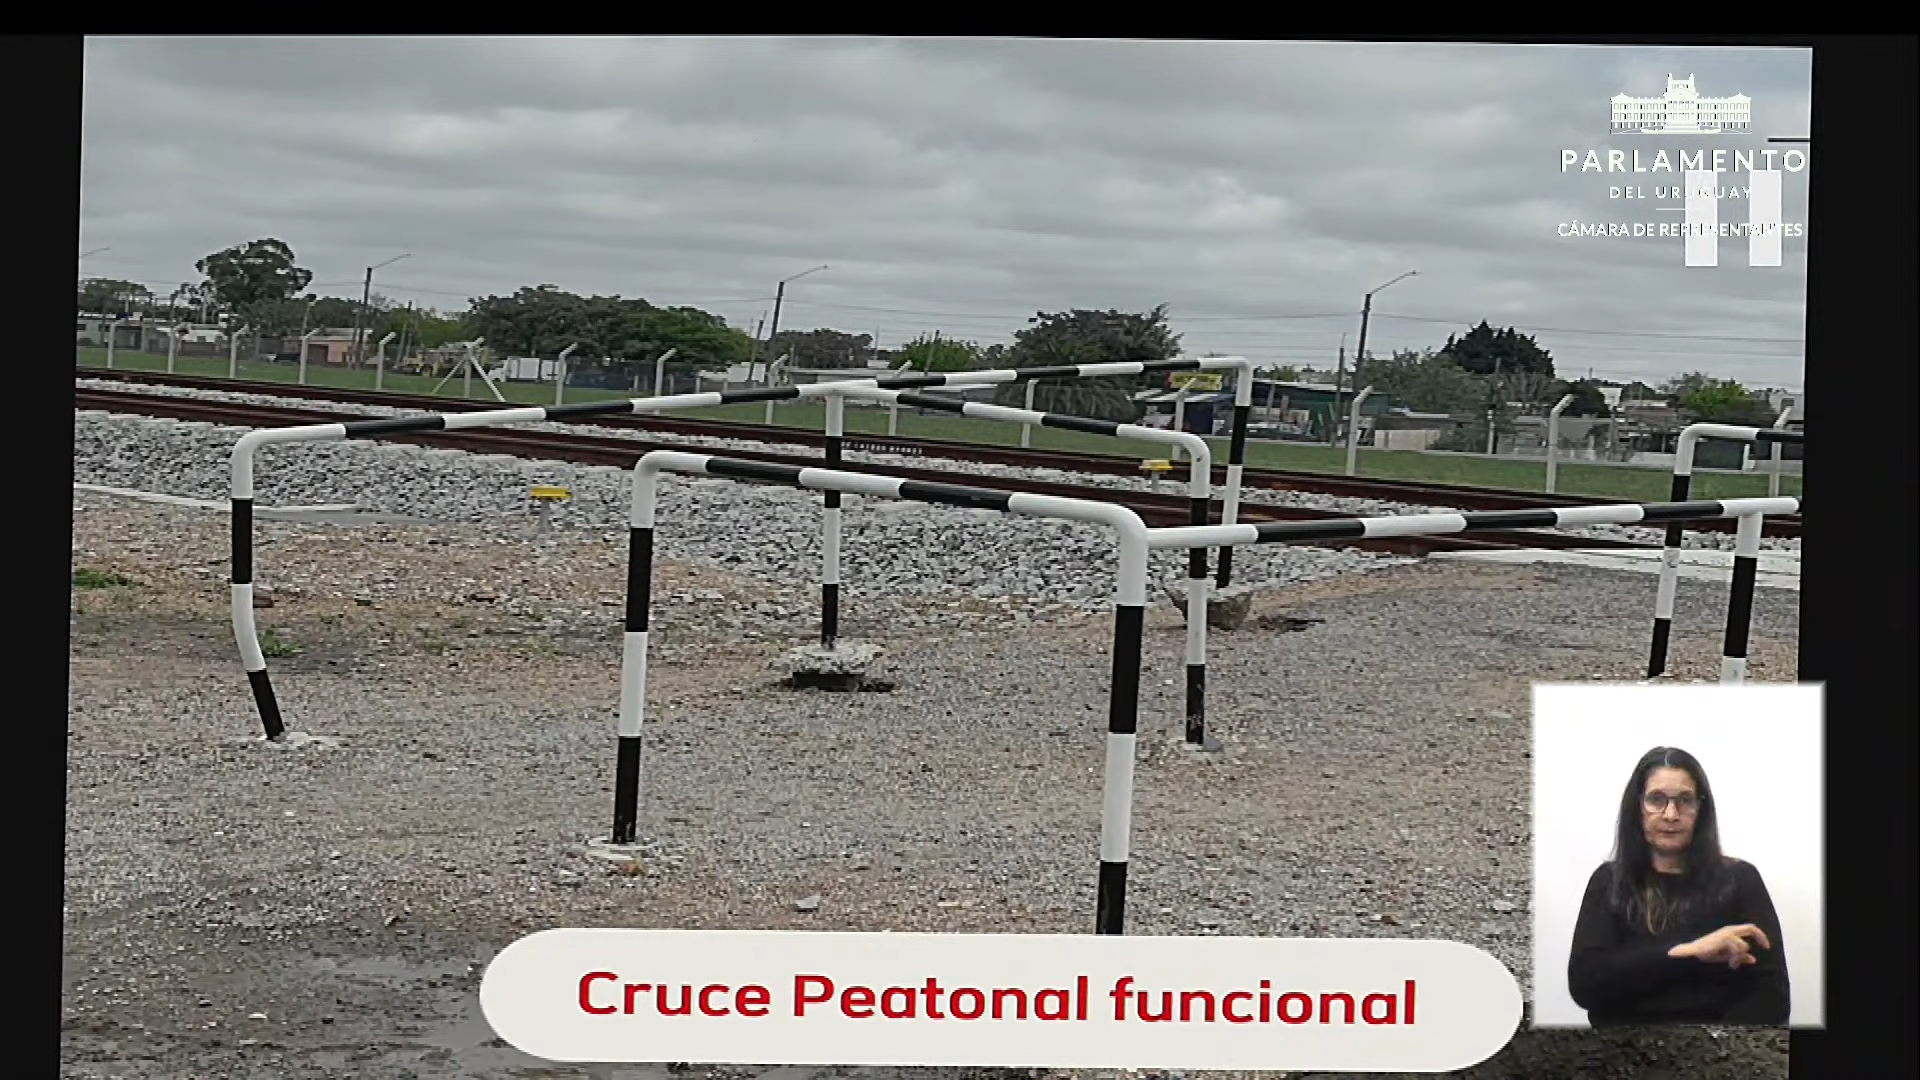 PARLAMENTO
DEL URUGUAY
CÁMARA DE REPRESENTANTES
Cruce Peatonal funcional